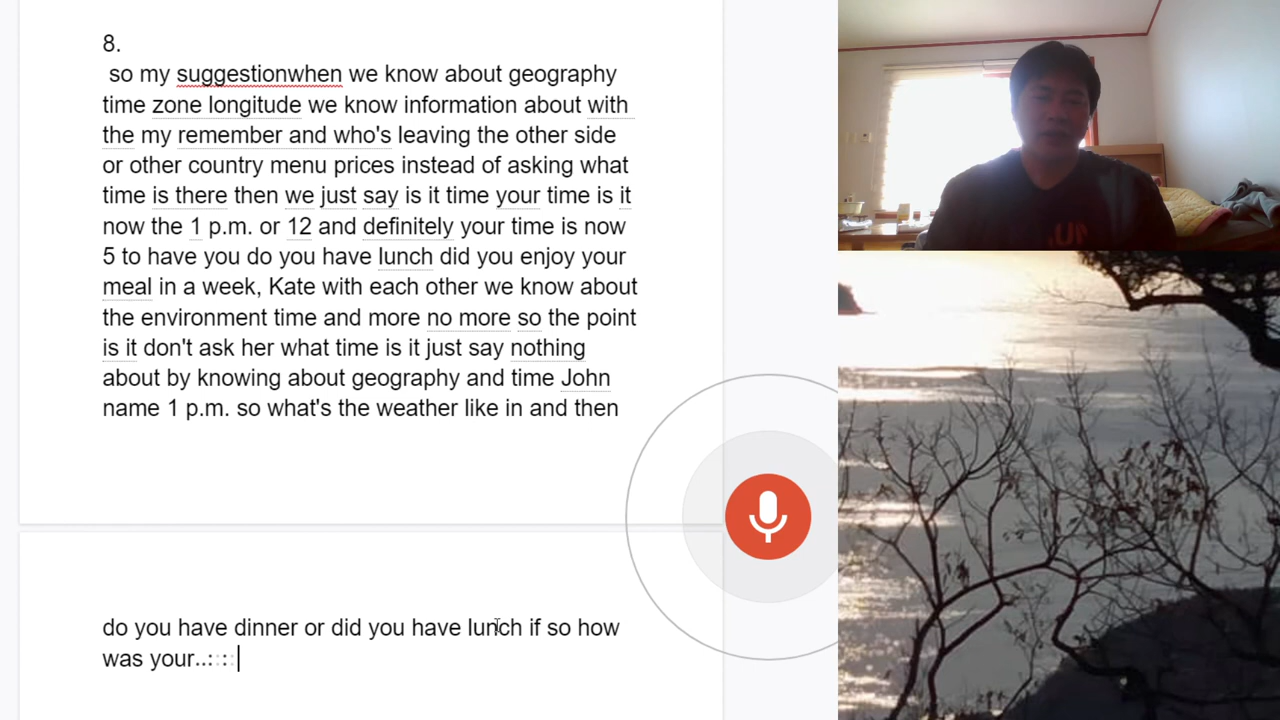 8.
so my suggestionwhen we know about geography
time zone longitude we know information about with
the my remember and who's leaving the other side
or other country menu prices instead of asking what
time is there then we just say is it time your time is it
now the 1 p.m. or 12 and definitely your time is now
5 to have you do you have lunch did you enjoy your
meal in a week, Kate with each other we know about
the environment time and more no more so the point
is it don't ask her what time is it just say nothing
about by knowing about geography and time John
name 1 p.m. so what's the weather like in and then
do you have dinner or did you have lunch if so how
was your..::::